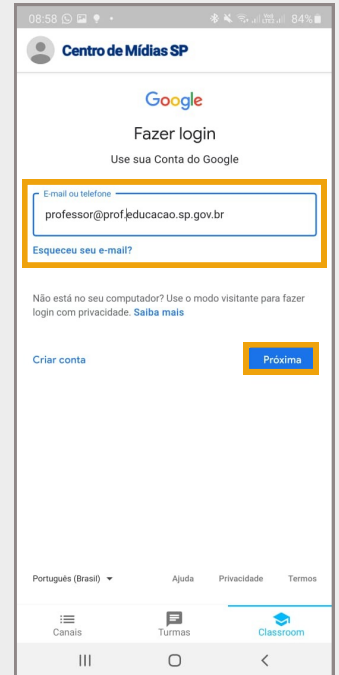 08:58 84%
Centro de Mídias SP
Google
Fazer login
Use sua Conta do Google
E-mail ou telefone
professor@prof.educacao.sp.gov.br
Esqueceu seu e-mail?
Não está no seu computador? Use o modo visitante para fazer
login com privacidade. Saiba mais
Criar conta Próxima
Português (Brasil) Ajuda Privacidade Termos
Canais Turmas Classroom